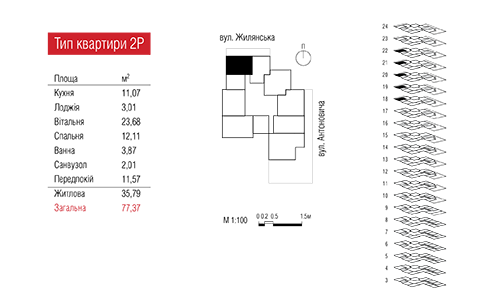 Тип квартири 2Р
Площа м²
Кухня 11,07
Лоджія 3,01
Вітальня 23,68
Спальня 12,11
Ванна 3,87
Санвузол 2,01
Передпокій 11,57
Житлова 35,79
Загальна 77,37
вул. Жилянська
П
вул. Антоновича
М 1:100
0 0.2 0.5 1.5м
24
23
22
21
20
19
18
17
16
15
14
13
12
11
10
9
8
7
6
5
4
3